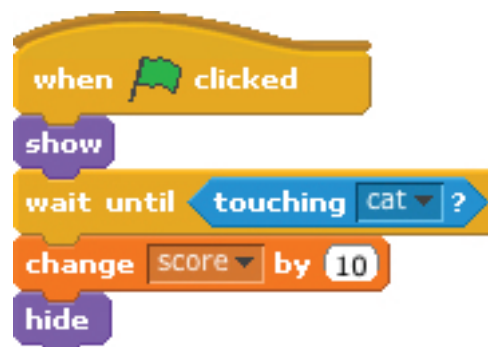 when clicked
show
wait until touching cat ?
change score by 10
hide